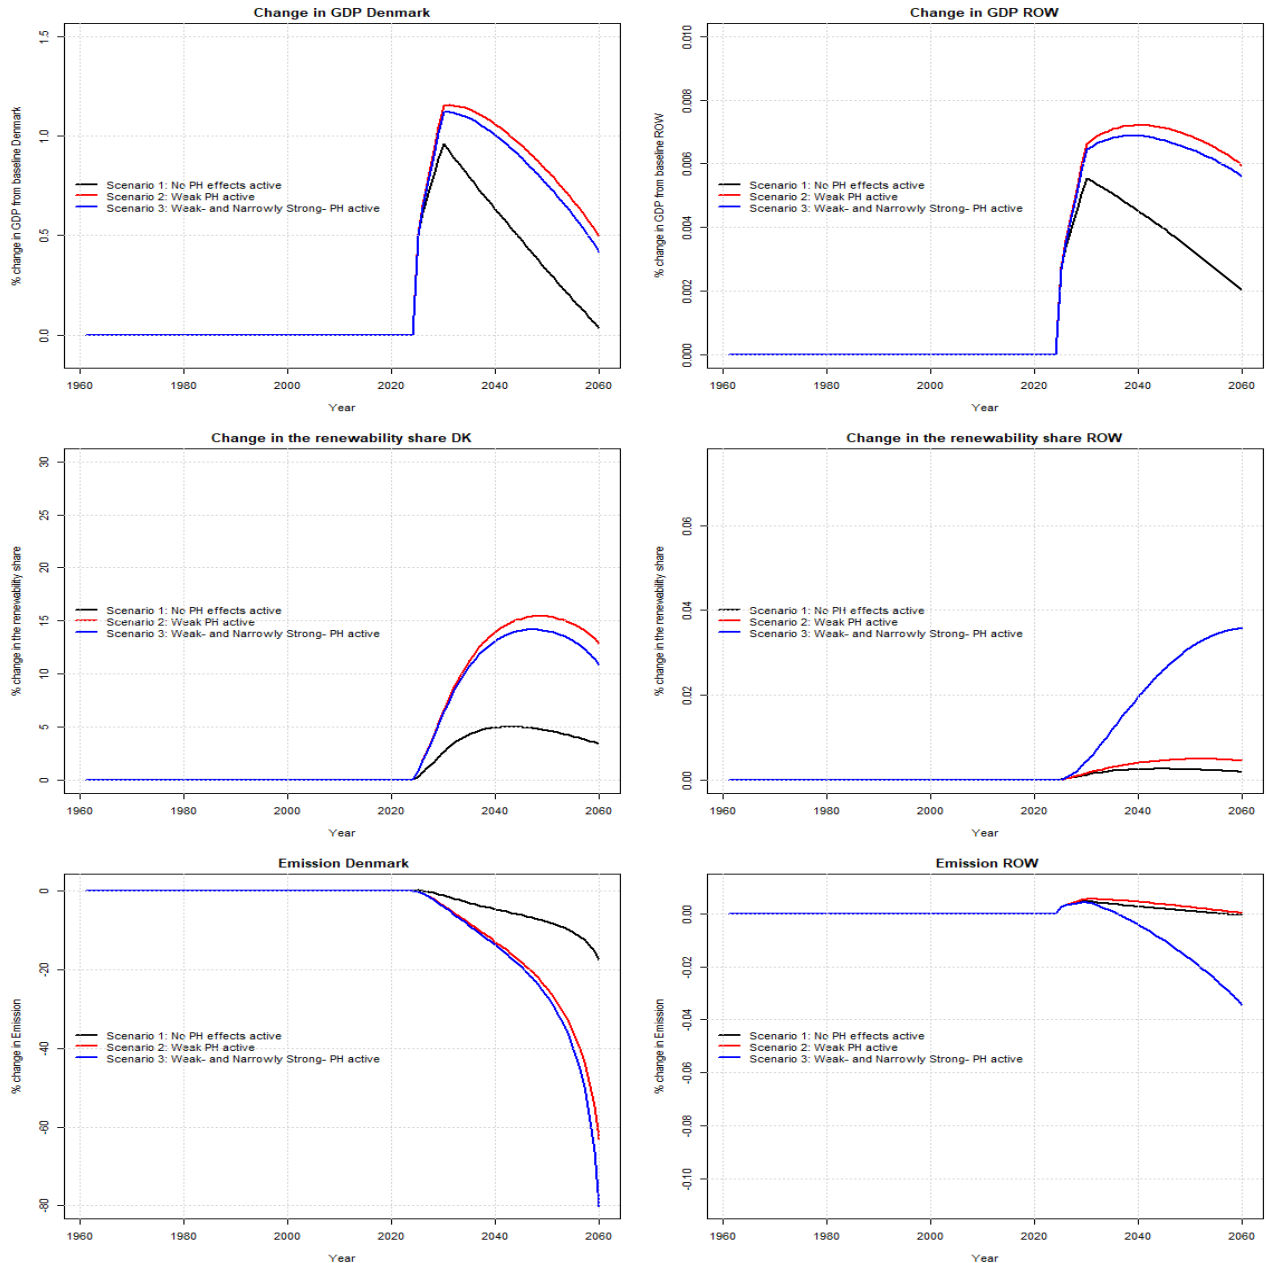 Change in GDP Denmark
% change in GDP from baseline Denmark
1.5
1.0
0.5
0.0
Scenario 1: No PH effects active
Scenario 2: Weak PH active
Scenario 3: Weak- and Narrowly Strong- PH active
1960 1980 2000 2020 2040 2060
Year
Change in GDP ROW
% change in GDP from baseline ROW
0.010
0.008
0.006
0.004
0.002
0.000
Scenario 1: No PH effects active
Scenario 2: Weak PH active
Scenario 3: Weak- and Narrowly Strong- PH active
1960 1980 2000 2020 2040 2060
Year
Change in the renewability share DK
% change in the renewability share
30
25
20
15
10
5
0
Scenario 1: No PH effects active
Scenario 2: Weak PH active
Scenario 3: Weak- and Narrowly Strong- PH active
1960 1980 2000 2020 2040 2060
Year
Change in the renewability share ROW
% change in the renewability share
0.06
0.04
0.02
0.00
Scenario 1: No PH effects active
Scenario 2: Weak PH active
Scenario 3: Weak- and Narrowly Strong- PH active
1960 1980 2000 2020 2040 2060
Year
Emission Denmark
% change in Emission
0
-20
-40
-60
-80
Scenario 1: No PH effects active
Scenario 2: Weak PH active
Scenario 3: Weak- and Narrowly Strong- PH active
1960 1980 2000 2020 2040 2060
Year
Emission ROW
% change in Emission
0.00
-0.02
-0.04
-0.06
-0.08
-0.10
Scenario 1: No PH effects active
Scenario 2: Weak PH active
Scenario 3: Weak- and Narrowly Strong- PH active
1960 1980 2000 2020 2040 2060
Year